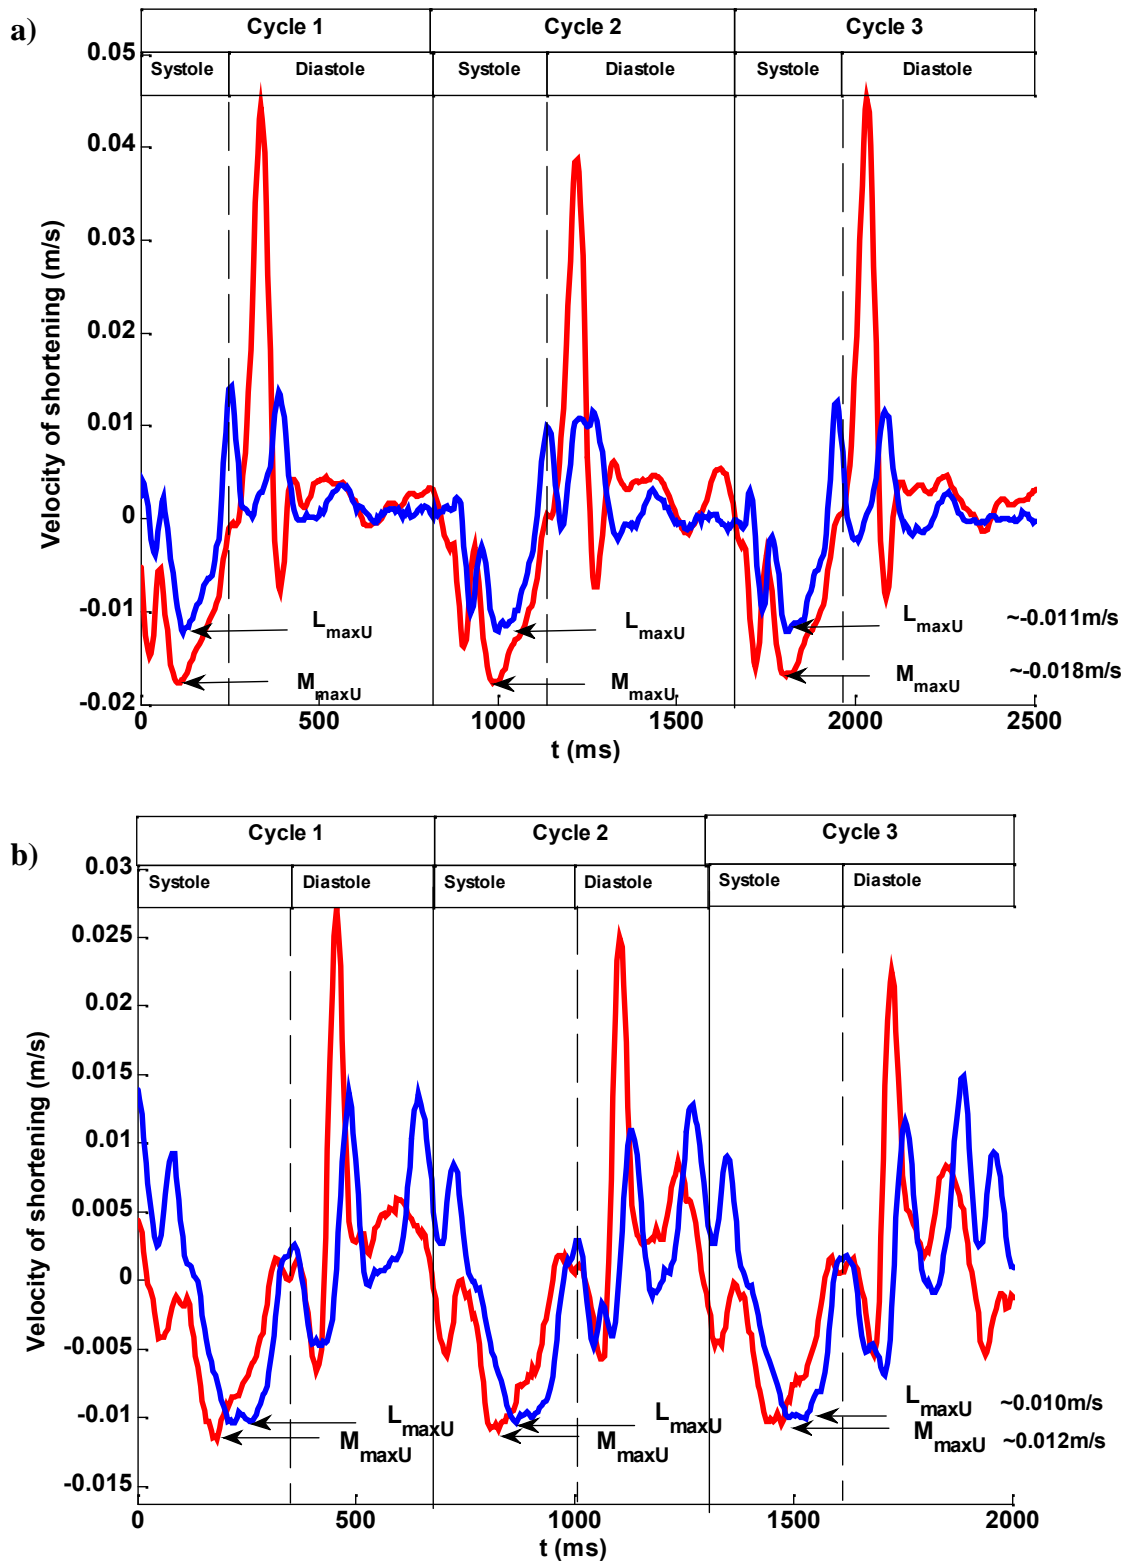 a)
Cycle 1 Cycle 2 Cycle 3
Systole Diastole Systole Diastole Systole Diastole
0.05
0.04
0.03
0.02
0.01
0
-0.01
-0.02
Velocity of shortening (m/s)
LmaxU LmaxU LmaxU ~-0.011m/s
MmaxU MmaxU MmaxU ~-0.018m/s
0 500 1000 1500 2000 2500
t (ms)
b)
Cycle 1 Cycle 2 Cycle 3
Systole Diastole Systole Diastole Systole Diastole
0.03
0.025
0.02
0.015
0.01
0.005
0
-0.005
-0.01
-0.015
Velocity of shortening (m/s)
LmaxU LmaxU LmaxU ~0.010m/s
MmaxU MmaxU MmaxU ~0.012m/s
0 500 1000 1500 2000
t (ms)